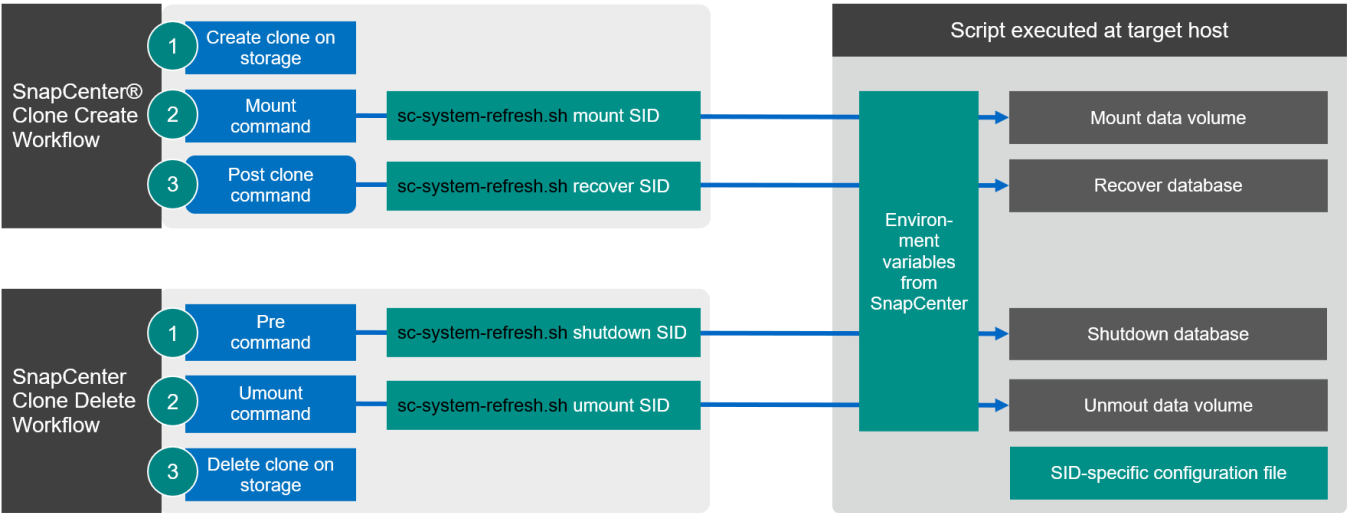 SnapCenter®
Clone Create
Workflow
1
Create clone on
storage
2
Mount
command
sc-system-refresh.sh mount SID
3
Post clone
command
sc-system-refresh.sh recover SID
SnapCenter
Clone Delete
Workflow
1
Pre
command
sc-system-refresh.sh shutdown SID
2
Umount
command
sc-system-refresh.sh umount SID
3
Delete clone on
storage
Script executed at target host
Environ-
ment
variables
from
SnapCenter
Mount data volume
Recover database
Shutdown database
Unmout data volume
SID-specific configuration file